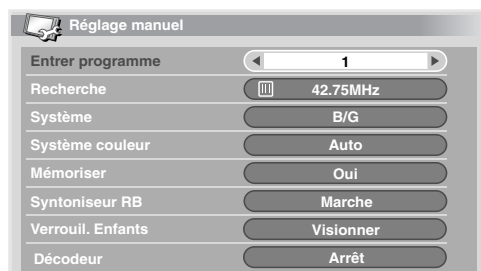 Réglage manuel
Entrer programme 1
Recherche 42.75MHz
Système B/G
Système couleur Auto
Mémoriser Oui
Syntoniseur RB Marche
Verrouil. Enfants Visionner
Décodeur Arrêt